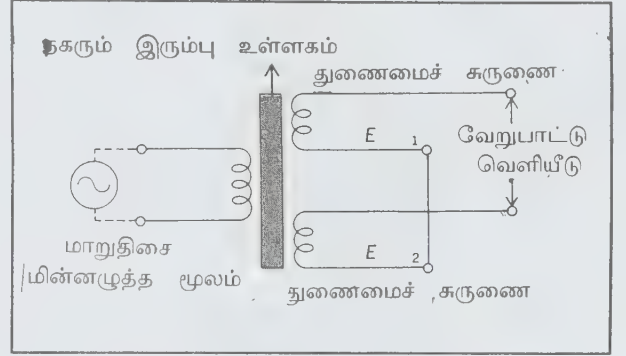 நகரும் இரும்பு உள்ளகம்
துணைமைச் சுருணை
E 1
வேறுபாட்டு
வெளியீடு
மாறுதிசை
மின்னழுத்த மூலம்
E 2
துணைமைச் சுருணை